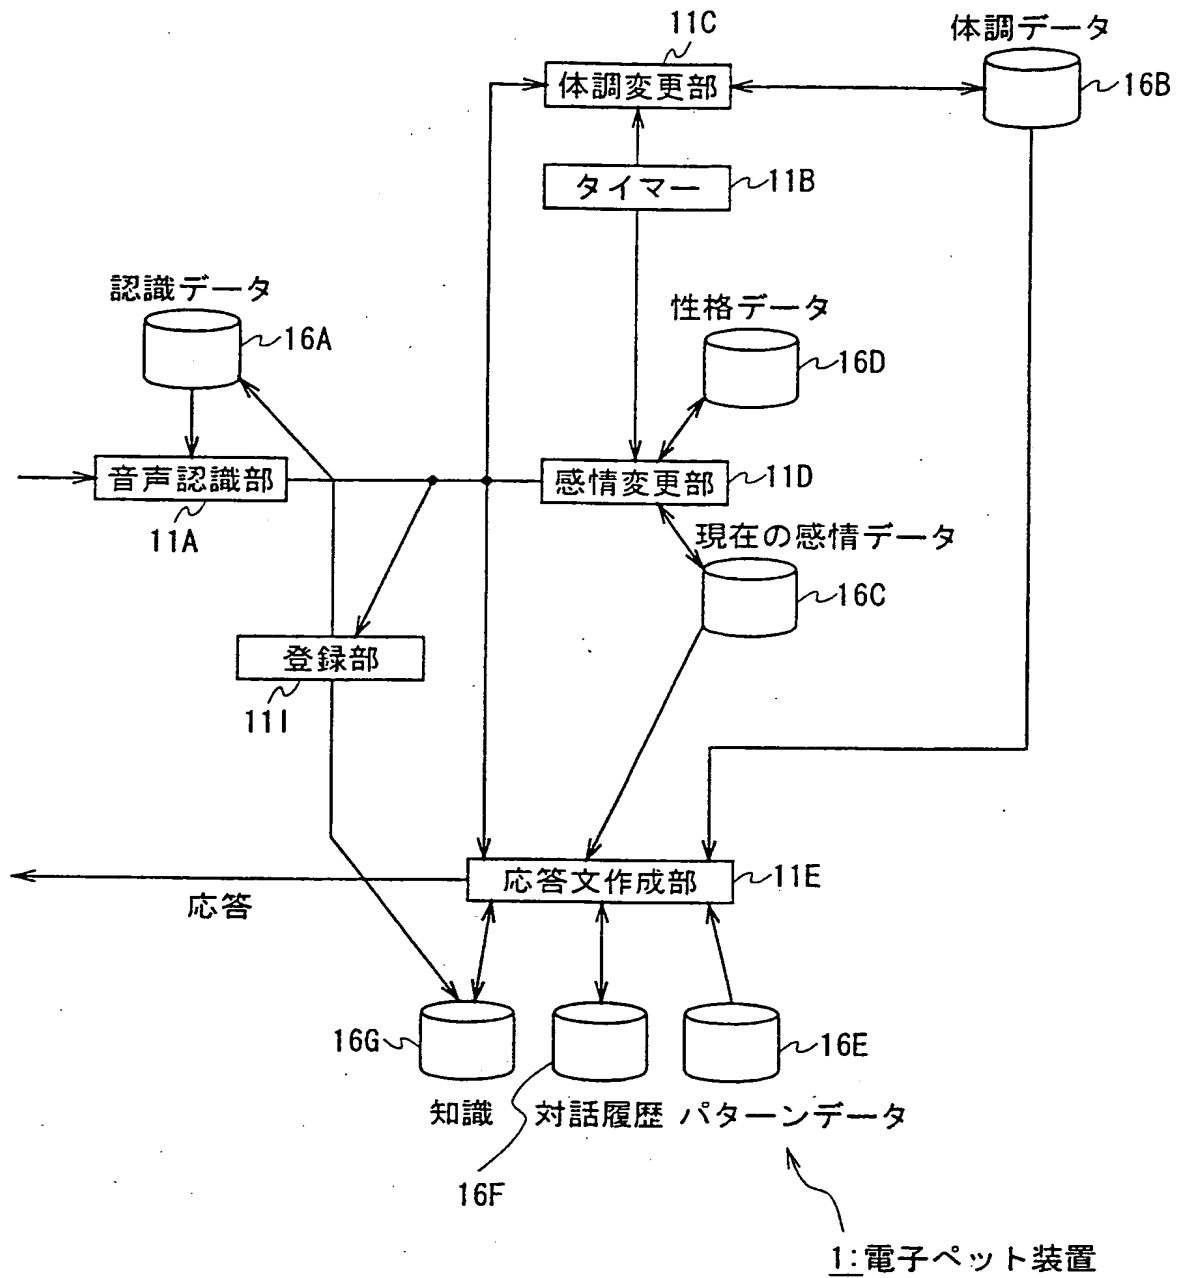 11C
体調データ
体調変更部
16B
タイマー
11B
認識データ
16A
性格データ
16D
音声認識部
11A
感情変更部
11D
現在の感情データ
16C
登録部
11I
応答文作成部
11E
応答
16G
16E
知識
対話履歴
パターンデータ
16F
1:電子ペット装置